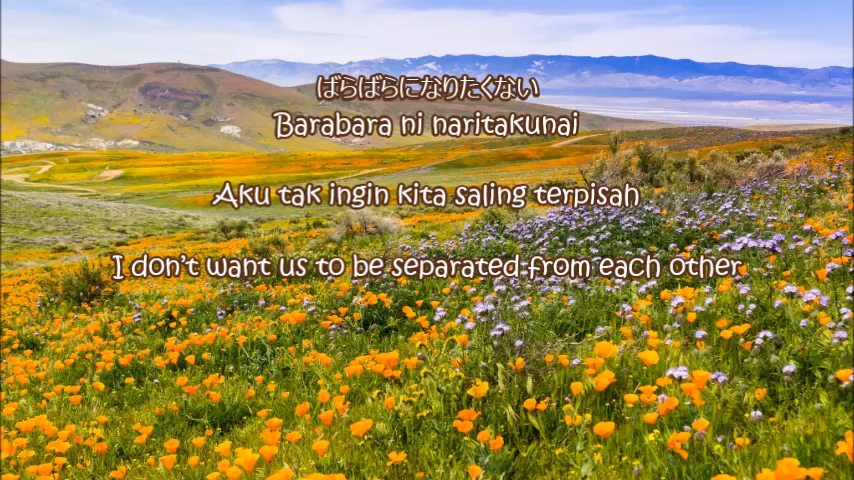 ばらばらになりたくない
Barabara ni naritakunai
Aku tak ingin kita saling terpisah
I don't want us to be separated from each other